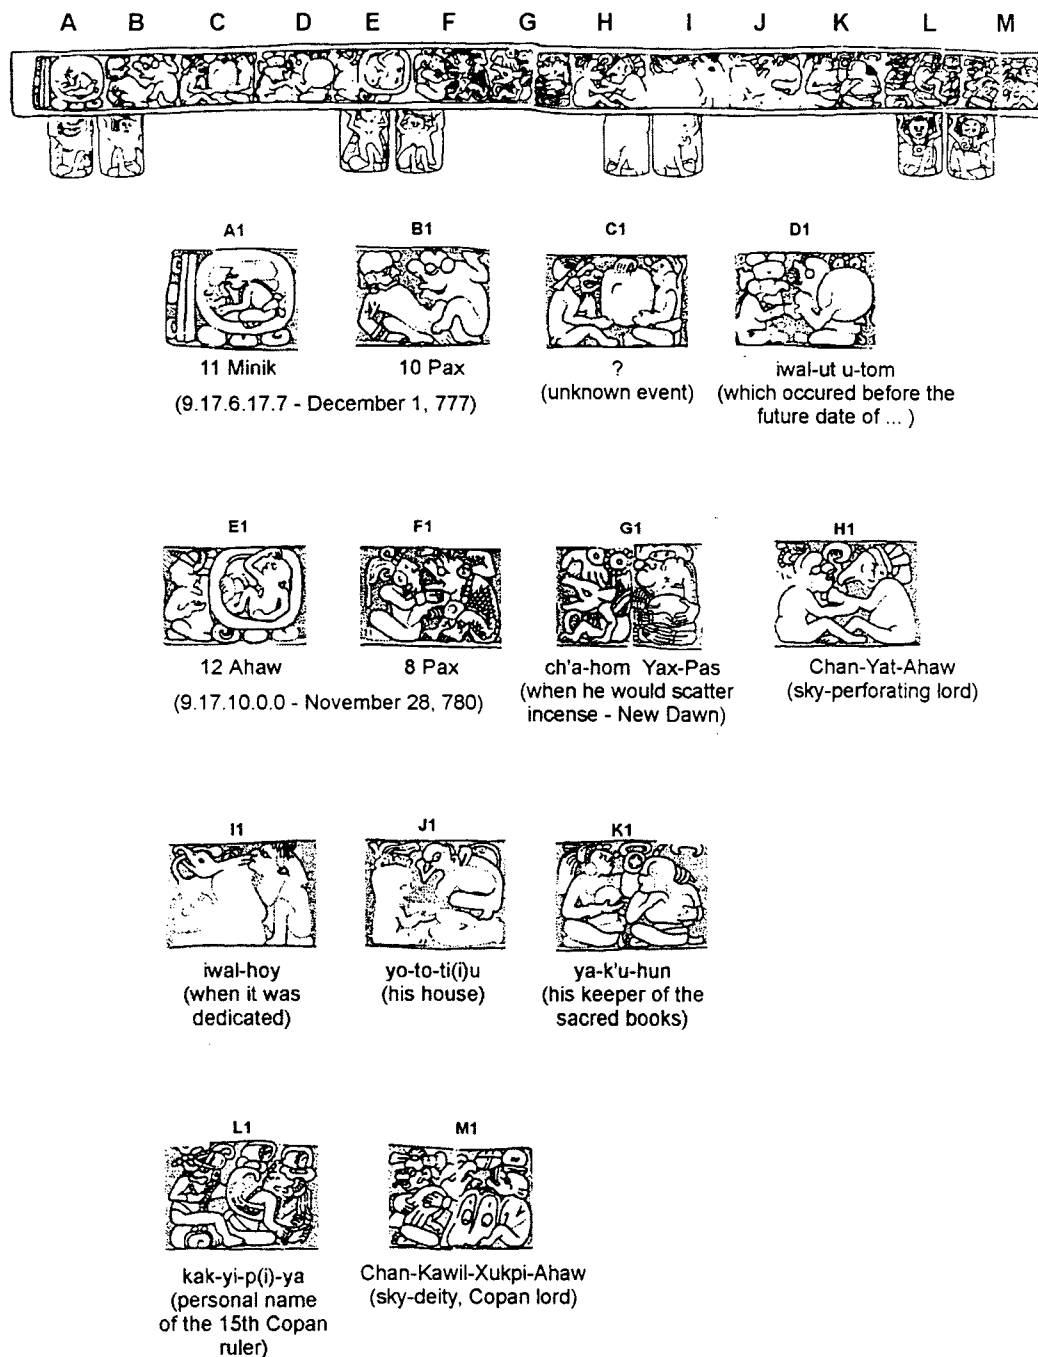 A B C D E F G H I J K L M
A1 B1 C1 D1
11 Minik 10 Pax ? iwal-ut u-tom
(9.17.6.17.7 - December 1, 777) (unknown event) (which occured before the
future date of ... )
E1 F1 G1 H1
12 Ahaw 8 Pax ch'a-hom Yax-Pas Chan-Yat-Ahaw
(9.17.10.0.0 - November 28, 780) (when he would scatter (sky-perforating lord)
incense - New Dawn)
I1 J1 K1
iwal-hoy yo-to-ti(i)u ya-k'u-hun
(when it was (his house) (his keeper of the
dedicated) sacred books)
L1 M1
kak-yi-p(i)-ya Chan-Kawil-Xukpi-Ahaw
(personal name (sky-deity, Copan lord)
of the 15th Copan
ruler)